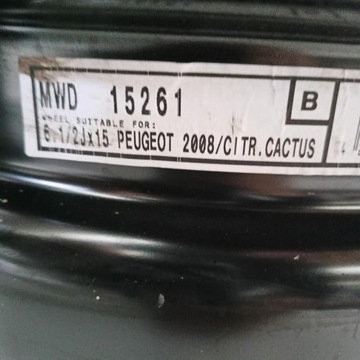 MWD 15261 B
WHEEL SUITABLE FOR:
6.1/2Jx15 PEUGEOT 2008/CITR.CACTUS